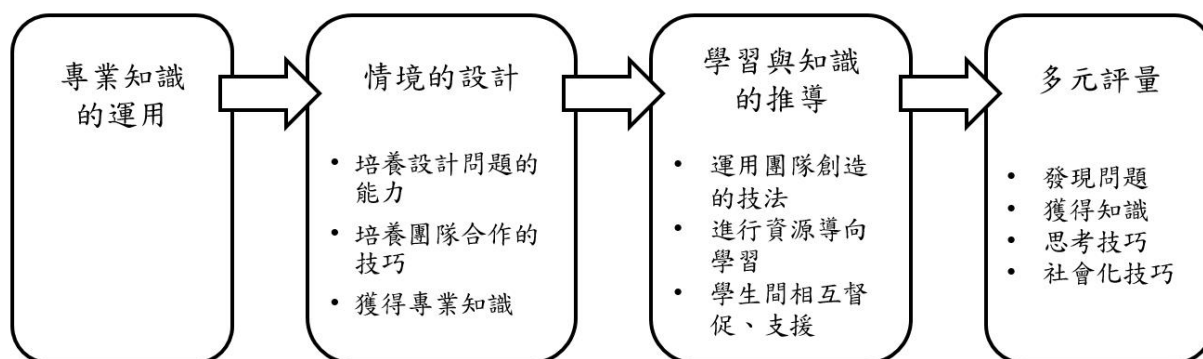 專業知識
的運用
情境的設計
• 培養設計問題的
能力
• 培養團隊合作的
技巧
• 獲得專業知識
學習與知識
的推導
• 運用團隊創造
的技法
• 進行資源導向
學習
• 學生間相互督
促、支援
多元評量
• 發現問題
• 獲得知識
• 思考技巧
• 社會化技巧